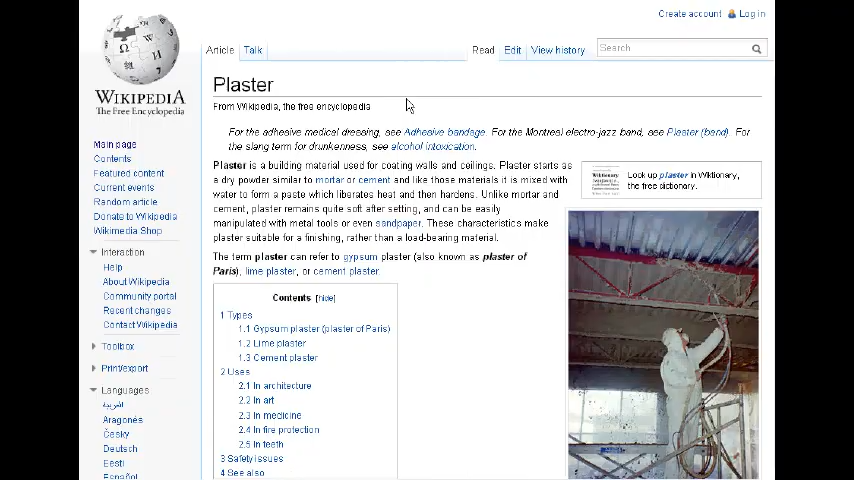 Create account Log in
Article Talk Read Edit View history Search
WIKIPEDIA
The Free Encyclopedia
Main page
Contents
Featured content
Current events
Random article
Donate to Wikipedia
Wikimedia Shop
Interaction
Help
About Wikipedia
Community portal
Recent changes
Contact Wikipedia
Toolbox
Print/export
Languages
العربية
Aragonés
Česky
Deutsch
Eesti
Español
Plaster
From Wikipedia, the free encyclopedia
For the adhesive medical dressing, see Adhesive bandage. For the Montreal electro-jazz band, see Plaster (band). For
the slang term for drunkenness, see alcohol intoxication.
Plaster is a building material used for coating walls and ceilings. Plaster starts as
a dry powder similar to mortar or cement and like those materials it is mixed with
water to form a paste which liberates heat and then hardens. Unlike mortar and
cement, plaster remains quite soft after setting, and can be easily
manipulated with metal tools or even sandpaper. These characteristics make
plaster suitable for a finishing, rather than a load-bearing material.
The term plaster can refer to gypsum plaster (also known as plaster of
Paris), lime plaster, or cement plaster.
Look up plaster in Wiktionary,
the free dictionary.
Contents [hide]
1 Types
1.1 Gypsum plaster (plaster of Paris)
1.2 Lime plaster
1.3 Cement plaster
2 Uses
2.1 In architecture
2.2 In art
2.3 In medicine
2.4 In fire protection
2.5 In teeth
3 Safety issues
4 See also